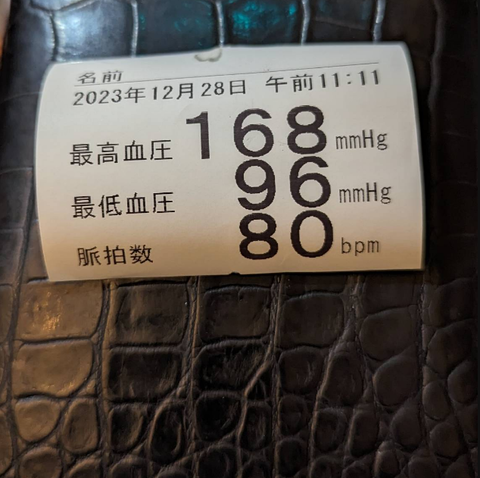 名前
2023年12月28日 午前11:11
最高血圧 168 mmHg
最低血圧 96 mmHg
脈拍数 80 bpm